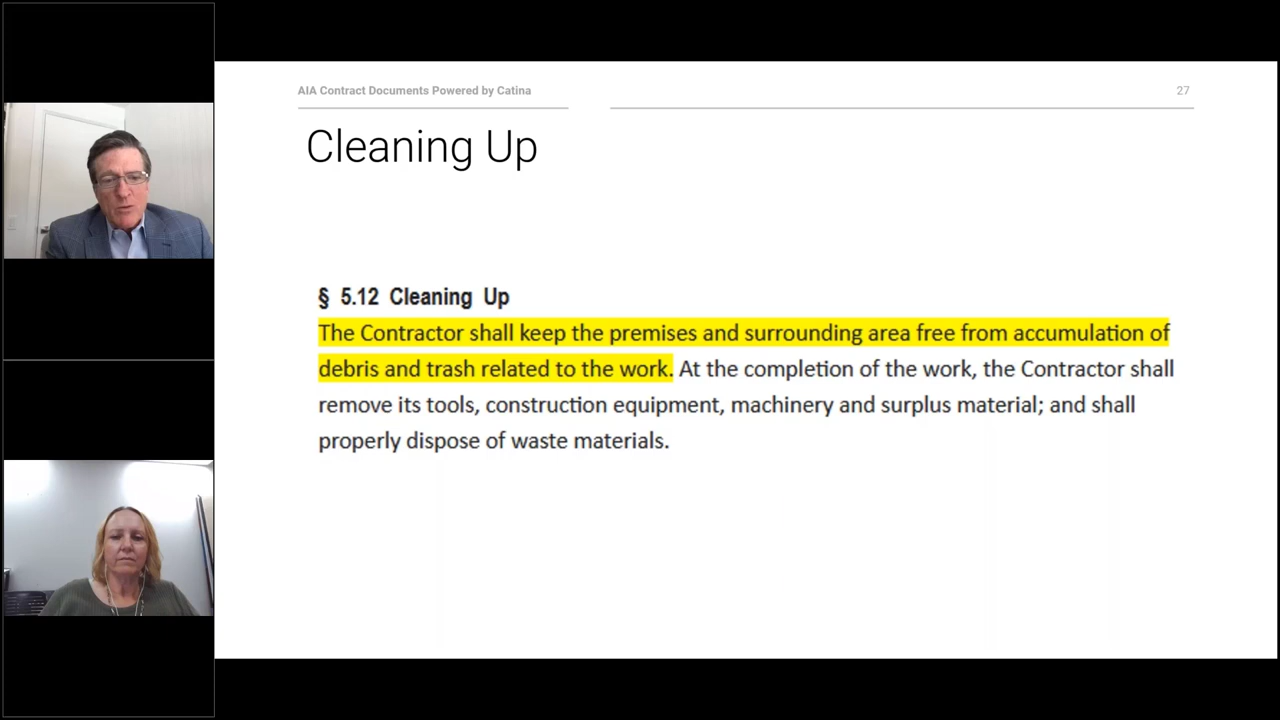 AIA Contract Documents Powered by Catina
27
Cleaning Up
§ 5.12 Cleaning Up
The Contractor shall keep the premises and surrounding area free from accumulation of
debris and trash related to the work. At the completion of the work, the Contractor shall
remove its tools, construction equipment, machinery and surplus material; and shall
properly dispose of waste materials.